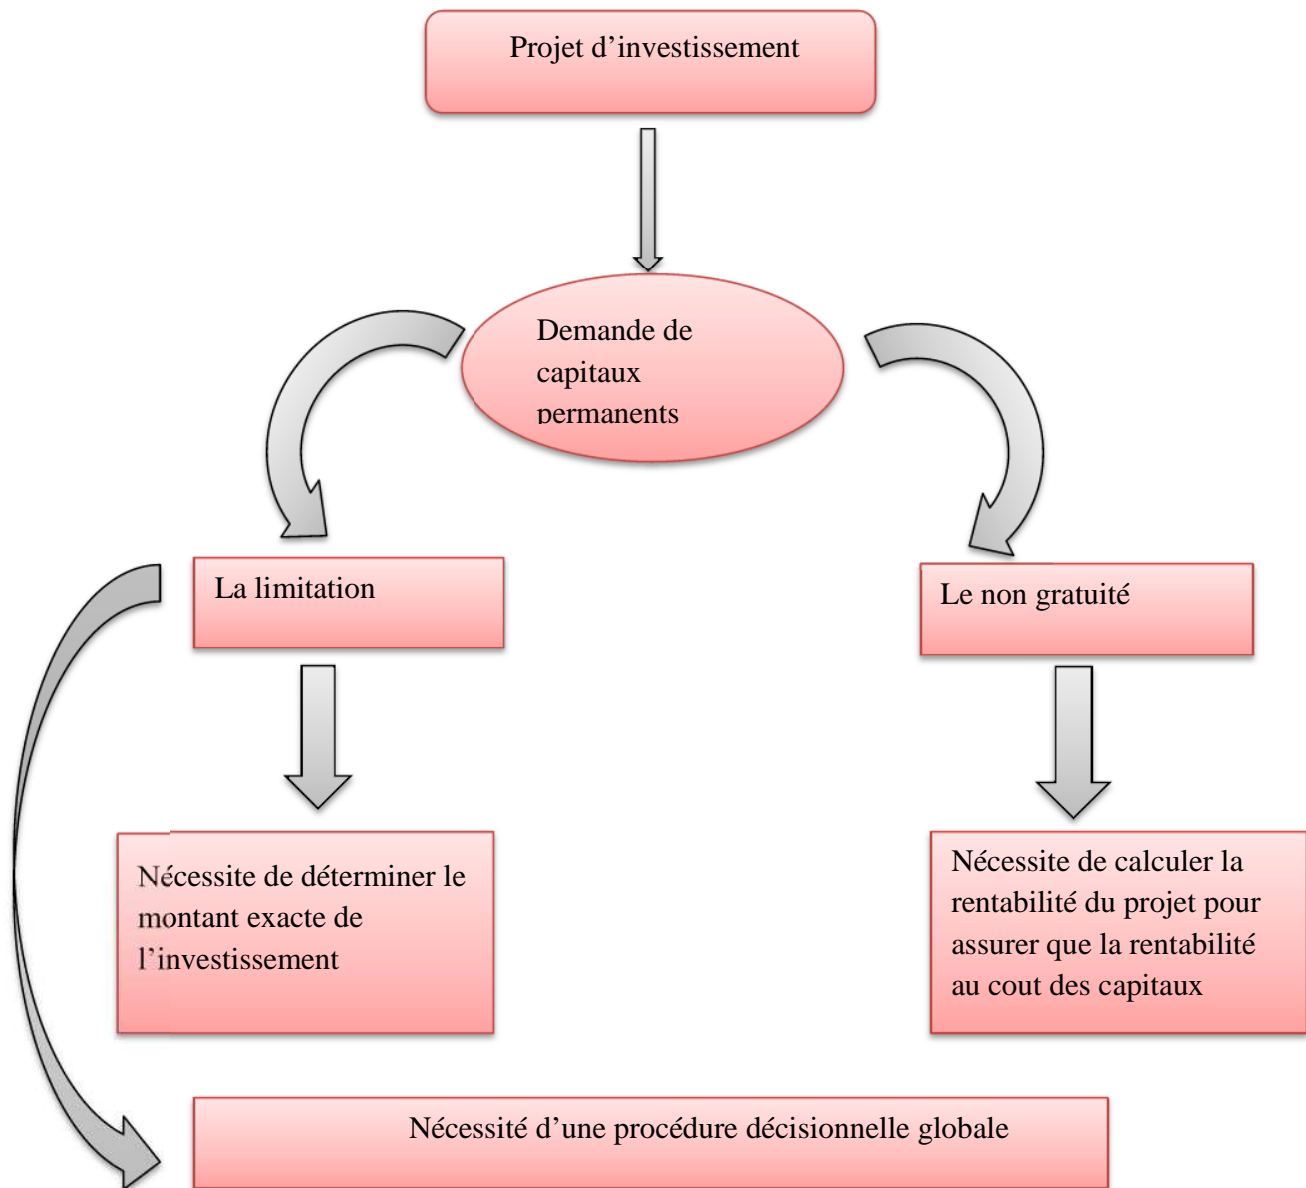 Projet d’investissement
Demande de
capitaux
permanents
La limitation
Le non gratuité
Nécessite de déterminer le
montant exacte de
l’investissement
Nécessite de calculer la
rentabilité du projet pour
assurer que la rentabilité
au cout des capitaux
Nécessité d’une procédure décisionnelle globale